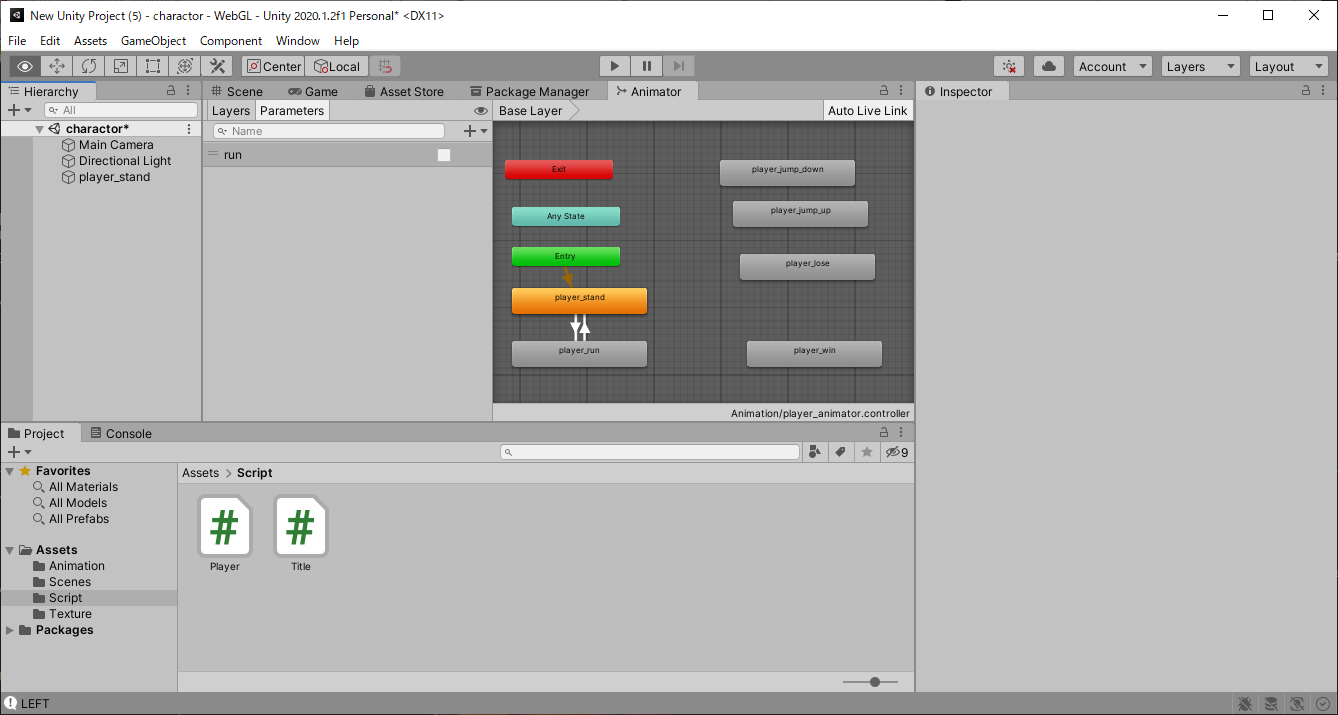 New Unity Project (5) - charactor - WebGL - Unity 2020.1.2f1 Personal* <DX11>
File Edit Assets GameObject Component Window Help
Center Local Account Layers Layout
Hierarchy
All
charactor*
Main Camera
Directional Light
player_stand
Scene Game Asset Store Package Manager Animator
Layers Parameters Base Layer Auto Live Link
Name
run
Exit
Any State
Entry
player_stand
player_run
player_jump_down
player_jump_up
player_lose
player_win
Animation/player_animator.controller
Inspector
Project Console
9
Favorites
All Materials
All Models
All Prefabs
Assets
Animation
Scenes
Script
Texture
Packages
Assets > Script
# #
Player Title
LEFT